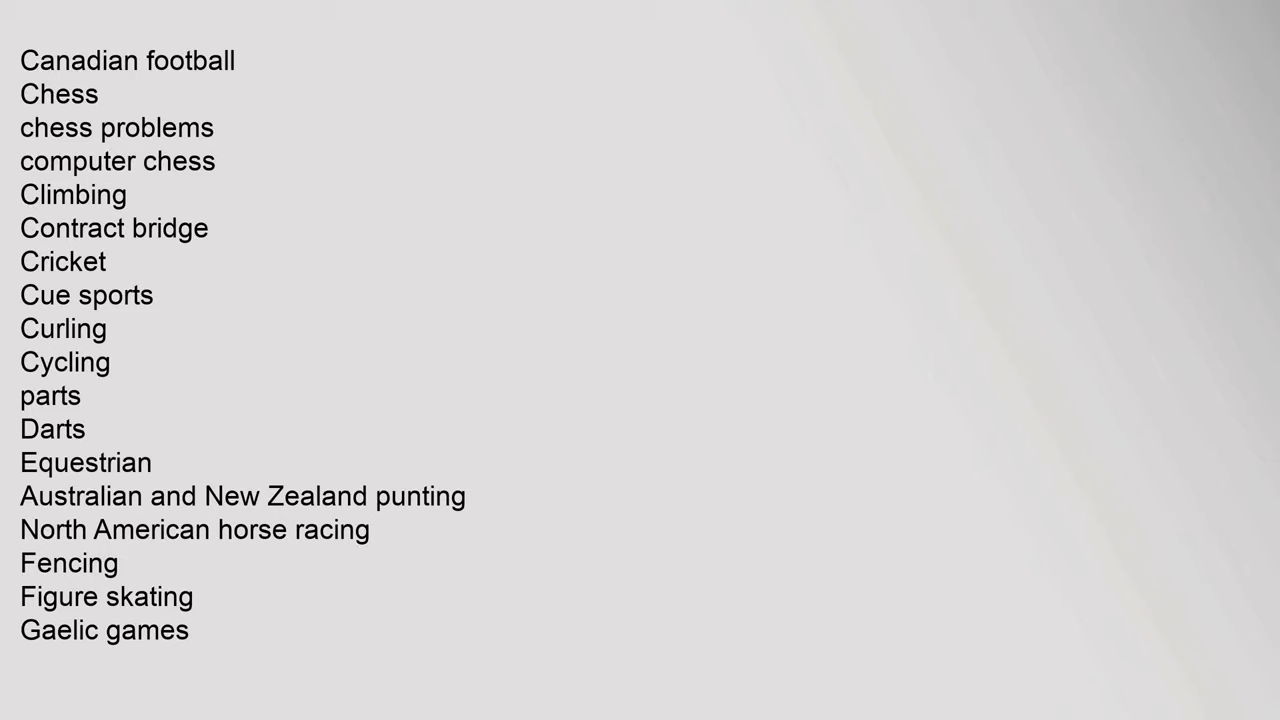 Canadian football
Chess
chess problems
computer chess
Climbing
Contract bridge
Cricket
Cue sports
Curling
Cycling
parts
Darts
Equestrian
Australian and New Zealand punting
North American horse racing
Fencing
Figure skating
Gaelic games